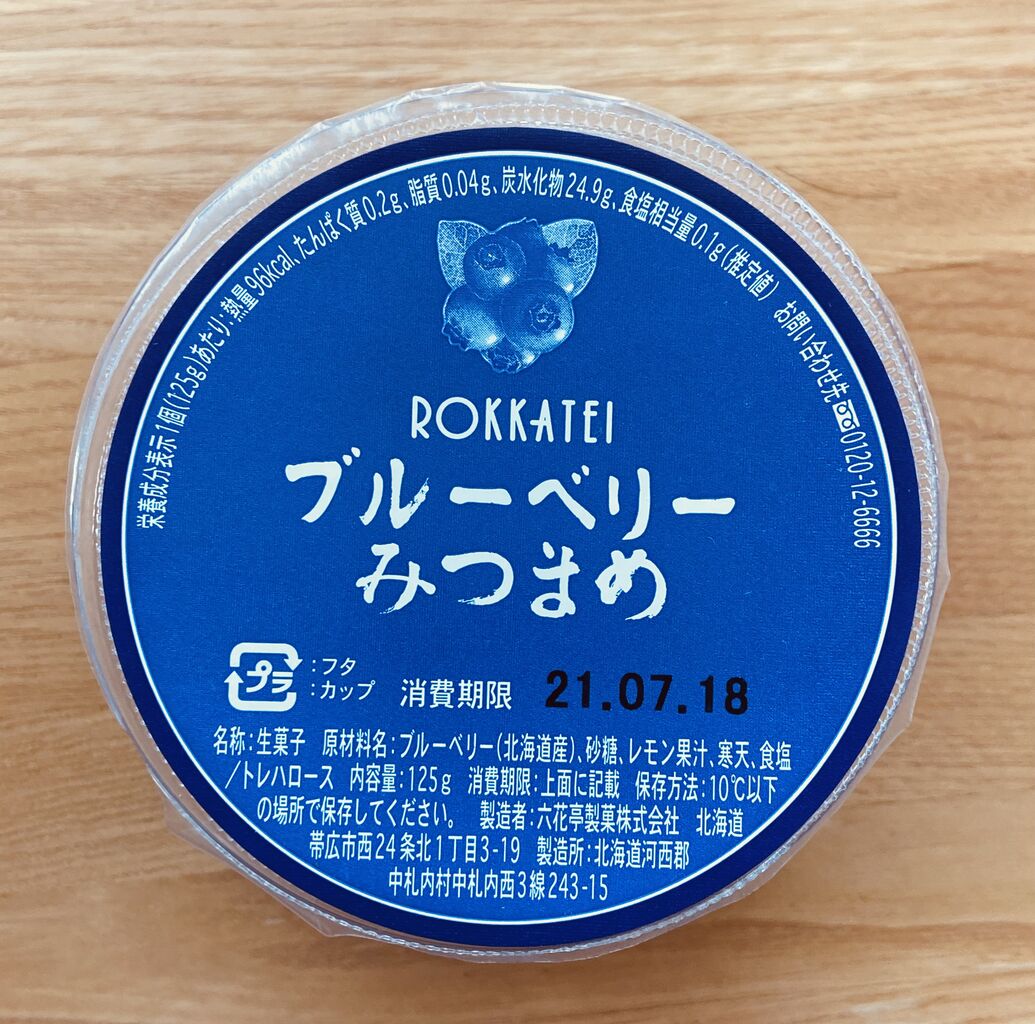 栄養成分表示 1個(125g)あたり:熱量96kcal、たんぱく質0.2g、脂質0.04g、炭水化物24.9g、食塩相当量0.1g(推定値) お問い合わせ先 0120-12-6666
ROKKATEI
ブルーベリー
みつまめ
プラ
:フタ
:カップ
消費期限 21.07.18
名称:生菓子 原材料名:ブルーベリー(北海道産)、砂糖、レモン果汁、寒天、食塩
/トレハロース 内容量:125g 消費期限:上面に記載 保存方法:10℃以下
の場所で保存してください。 製造者:六花亭製菓株式会社 北海道
帯広市西24条北1丁目3-19 製造所:北海道河西郡
中札内村中札内西3線243-15